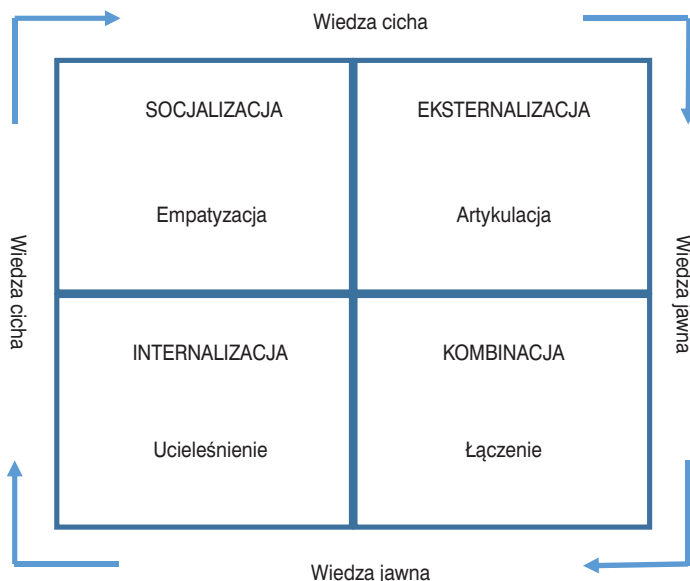 Wiedza cicha
SOCJALIZACJA
EKSTERNALIZACJA
Empatyzacja
Artykulacja
Wiedza cicha
Wiedza jawna
INTERNALIZACJA
KOMBINACJA
Ucieleśnienie
Łączenie
Wiedza jawna